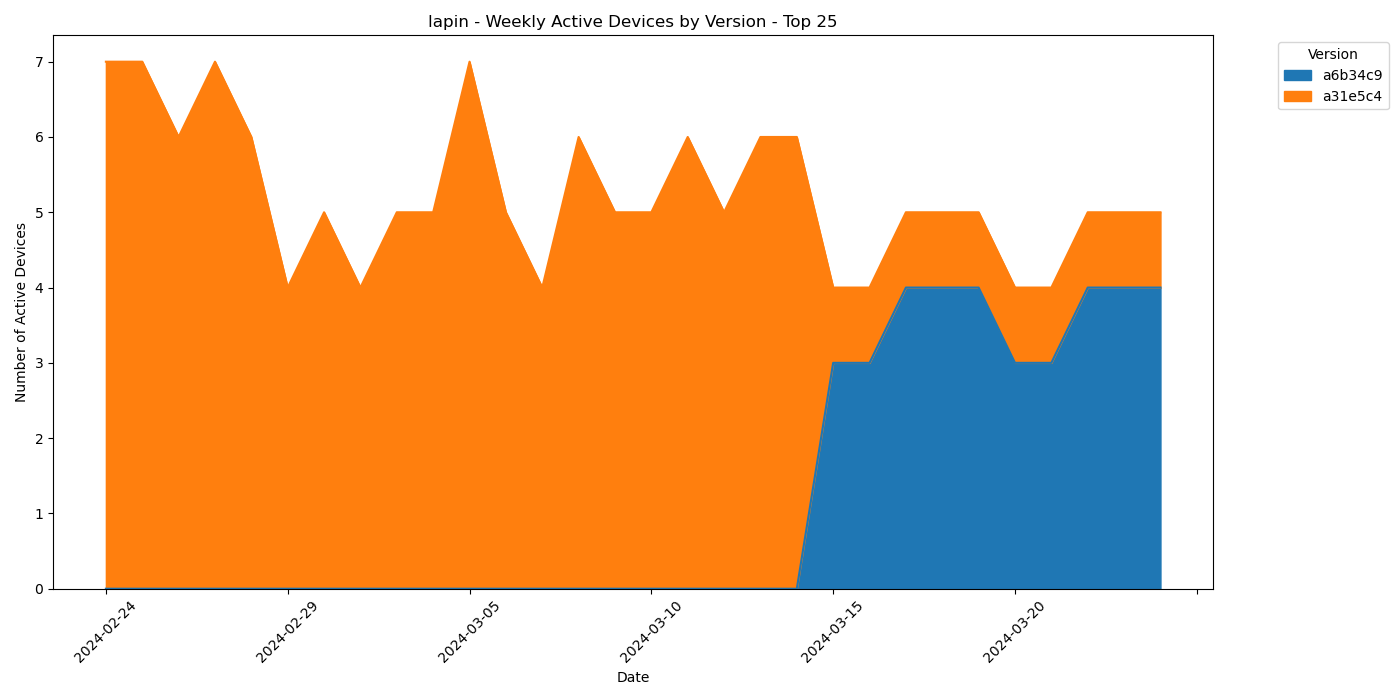 lapin - Weekly Active Devices by Version - Top 25
Version
a6b34c9
a31e5c4
Number of Active Devices
7
6
5
4
3
2
1
0
2024-02-24
2024-02-29
2024-03-05
2024-03-10
2024-03-15
2024-03-20
Date